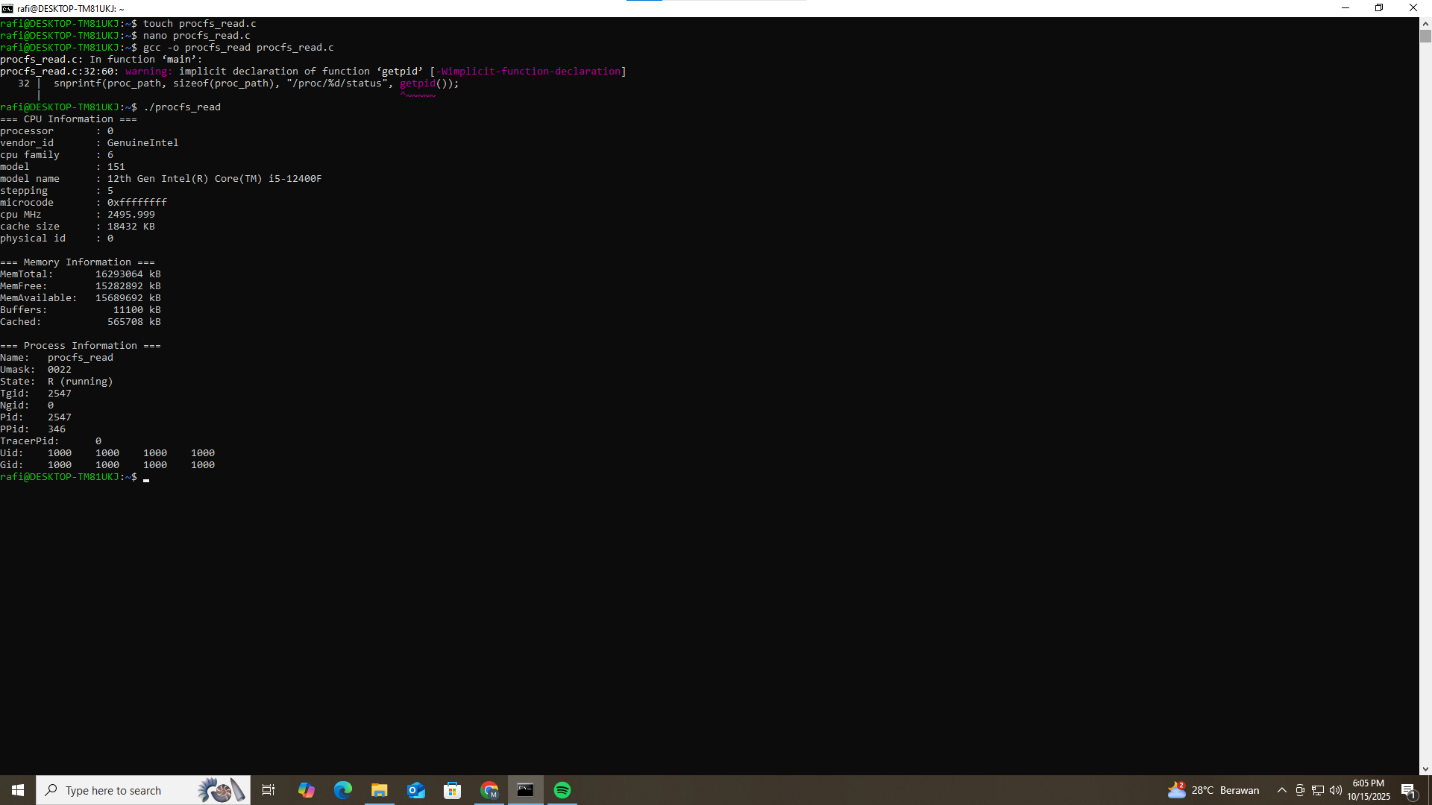 rafi@DESKTOP-TM81UKJ: ~
rafi@DESKTOP-TM81UKJ:~$ touch procfs_read.c
rafi@DESKTOP-TM81UKJ:~$ nano procfs_read.c
rafi@DESKTOP-TM81UKJ:~$ gcc -o procfs_read procfs_read.c
procfs_read.c: In function ‘main’:
procfs_read.c:32:60: warning: implicit declaration of function ‘getpid’ [-Wimplicit-function-declaration]
   32 |  snprintf(proc_path, sizeof(proc_path), "/proc/%d/status", getpid());
      |                                                            ^~~~~~
rafi@DESKTOP-TM81UKJ:~$ ./procfs_read
=== CPU Information ===
processor       : 0
vendor_id       : GenuineIntel
cpu family      : 6
model           : 151
model name      : 12th Gen Intel(R) Core(TM) i5-12400F
stepping        : 5
microcode       : 0xffffffff
cpu MHz         : 2495.999
cache size      : 18432 KB
physical id     : 0
=== Memory Information ===
MemTotal:       16293064 kB
MemFree:        15282892 kB
MemAvailable:   15689692 kB
Buffers:           11100 kB
Cached:           565708 kB
=== Process Information ===
Name:   procfs_read
Umask:  0022
State:  R (running)
Tgid:   2547
Ngid:   0
Pid:    2547
PPid:   346
TracerPid:      0
Uid:    1000    1000    1000    1000
Gid:    1000    1000    1000    1000
rafi@DESKTOP-TM81UKJ:~$
Type here to search
M
2
28°C Berawan
6:05 PM
10/15/2025
1